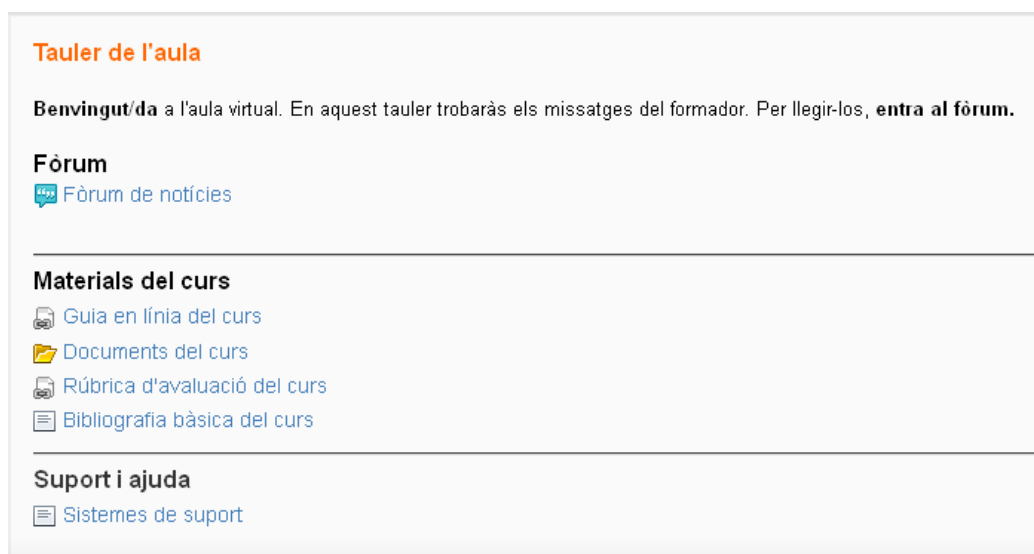 Tauler de l'aula
Benvingut/da a l'aula virtual. En aquest tauler trobaràs els missatges del formador. Per llegir-los, entra al fòrum.
Fòrum
Fòrum de notícies
Materials del curs
Guia en línia del curs
Documents del curs
Rúbrica d'avaluació del curs
Bibliografia bàsica del curs
Suport i ajuda
Sistemes de suport